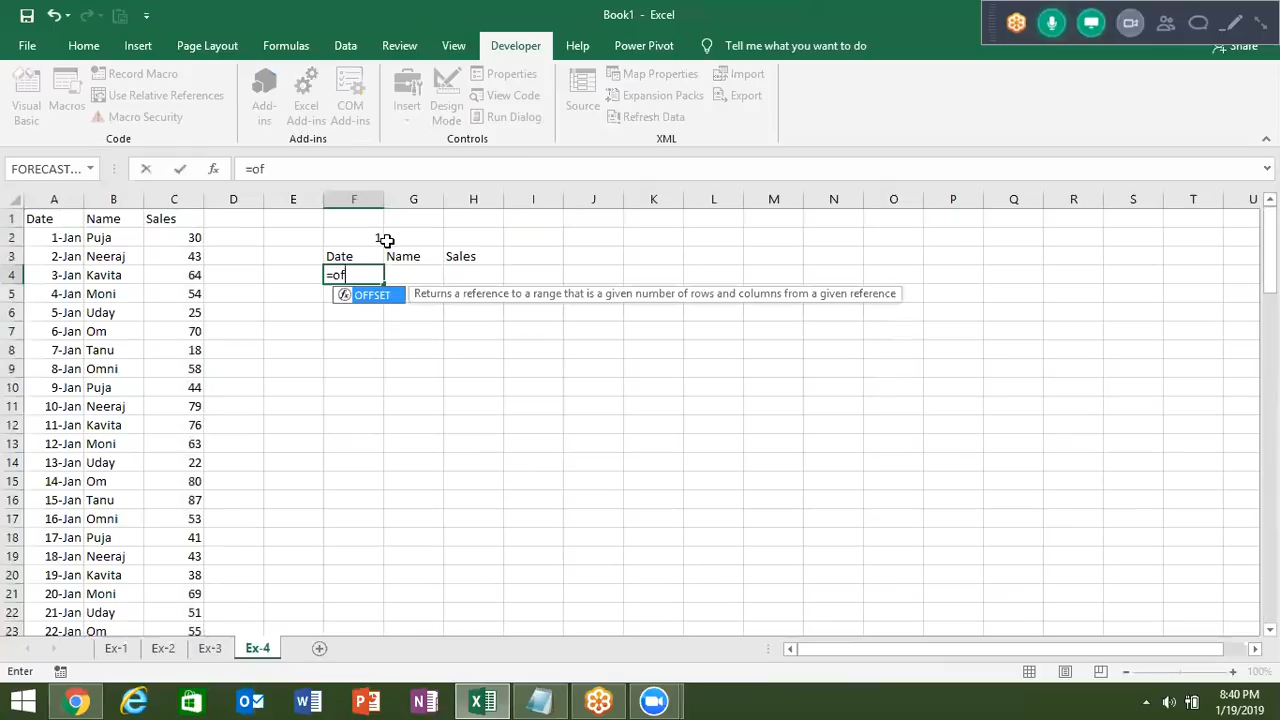 Book1 - Excel
File Home Insert Page Layout Formulas Data Review View Developer Help Power Pivot Tell me what you want to do Share
Visual Basic
Macros
Record Macro
Use Relative References
Macro Security
Code
Add-ins
Excel Add-ins
COM Add-ins
Add-ins
Insert
Design Mode
Properties
View Code
Run Dialog
Controls
Source
Map Properties
Expansion Packs
Refresh Data
Import
Export
XML
FORECAST... =of
A B C D E F G H I J K L M N O P Q R S T U
1 Date Name Sales
2 1-Jan Puja 30 1
3 2-Jan Neeraj 43 Date Name Sales
4 3-Jan Kavita 64 =of
5 4-Jan Moni 54 OFFSET Returns a reference to a range that is a given number of rows and columns from a given reference
6 5-Jan Uday 25
7 6-Jan Om 70
8 7-Jan Tanu 18
9 8-Jan Omni 58
10 9-Jan Puja 44
11 10-Jan Neeraj 79
12 11-Jan Kavita 76
13 12-Jan Moni 63
14 13-Jan Uday 22
15 14-Jan Om 80
16 15-Jan Tanu 87
17 16-Jan Omni 53
18 17-Jan Puja 41
19 18-Jan Neeraj 43
20 19-Jan Kavita 38
21 20-Jan Moni 69
22 21-Jan Uday 51
23 22-Jan Om 55
Ex-1 Ex-2 Ex-3 Ex-4
Enter 100%
8:40 PM
1/19/2019